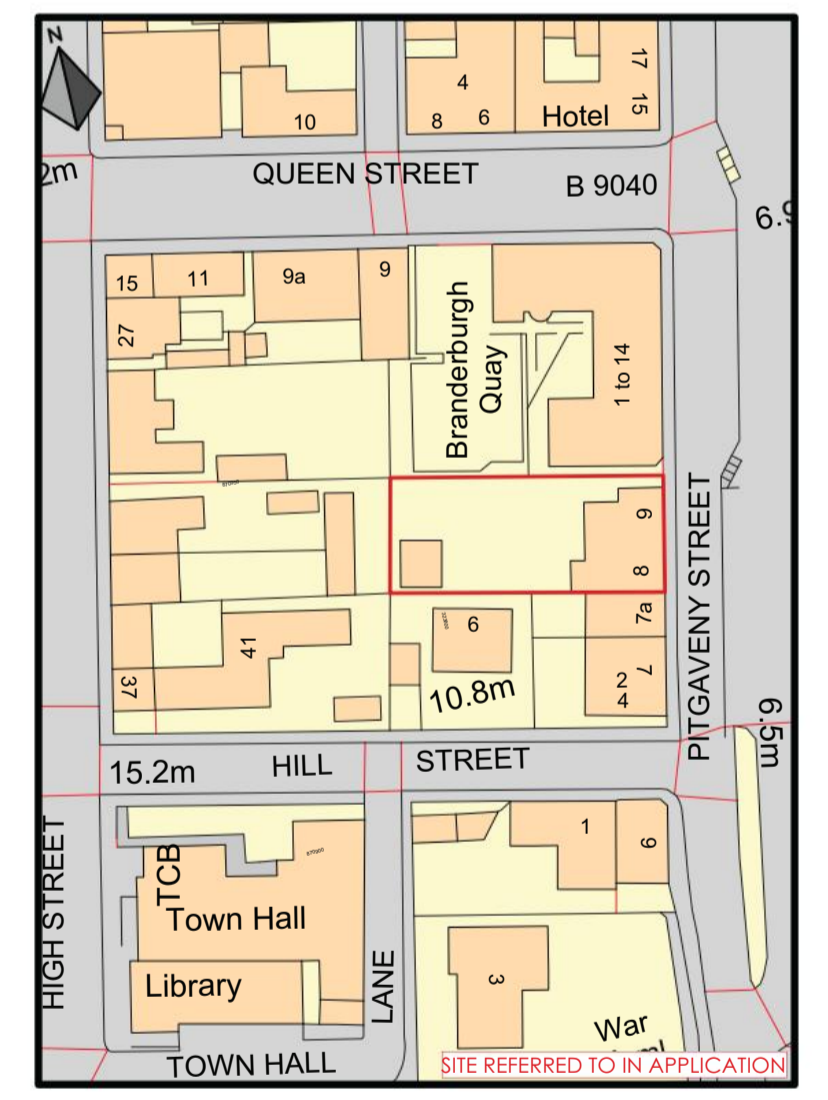 N
17
15
4
8
6
10
Hotel
QUEEN STREET
B 9040
2m
6.9
15
11
9a
9
27
Branderburgh
Quay
1 to 14
9
8
7a
7
2
4
6
41
37
10.8m
PITGAVENY STREET
6.5m
15.2m
HILL
STREET
HIGH STREET
TCB
Town Hall
Library
LANE
1
9
3
War
TOWN HALL
SITE REFERRED TO IN APPLICATION